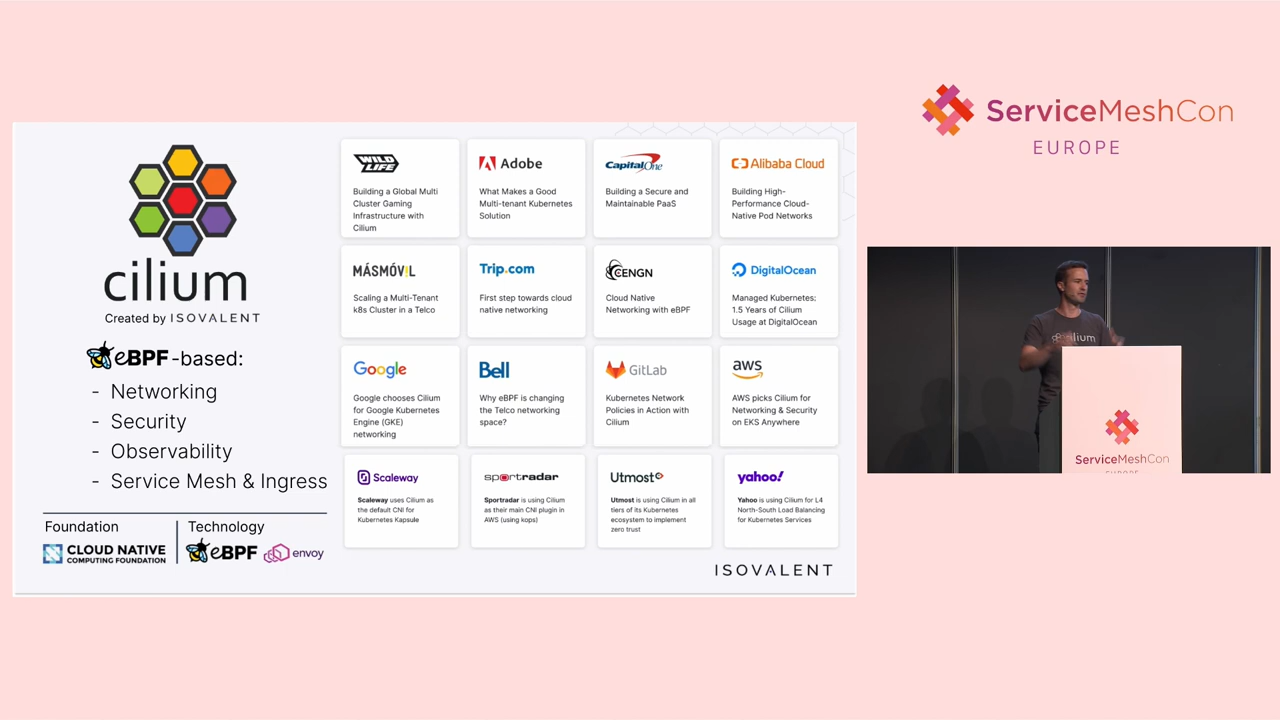 cilium
Created by ISOVALENT
eBPF-based:
- Networking
- Security
- Observability
- Service Mesh & Ingress
Foundation
CLOUD NATIVE
COMPUTING FOUNDATION
Technology
eBPF
envoy
WILD
LIFE
Building a Global Multi
Cluster Gaming
Infrastructure with
Cilium
Adobe
What Makes a Good
Multi-tenant Kubernetes
Solution
Capital One
Building a Secure and
Maintainable PaaS
Alibaba Cloud
Building High-
Performance Cloud-
Native Pod Networks
MÁSMÓVIL
Scaling a Multi-Tenant
k8s Cluster in a Telco
Trip.com
First step towards cloud
native networking
CENGN
Cloud Native
Networking with eBPF
DigitalOcean
Managed Kubernetes:
1.5 Years of Cilium
Usage at DigitalOcean
Google
Google chooses Cilium
for Google Kubernetes
Engine (GKE)
networking
Bell
Why eBPF is changing
the Telco networking
space?
GitLab
Kubernetes Network
Policies in Action with
Cilium
aws
AWS picks Cilium for
Networking & Security
on EKS Anywhere
Scaleway
Scaleway uses Cilium as
the default CNI for
Kubernetes Kapsule
sportradar
Sportradar is using Cilium
as their main CNI plugin in
AWS (using kops)
Utmost
Utmost is using Cilium in all
tiers of its Kubernetes
ecosystem to implement
zero trust
yahoo!
Yahoo is using Cilium for L4
North-South Load Balancing
for Kubernetes Services
ISOVALENT
ServiceMeshCon
EUROPE
cilium
ServiceMeshCon
EUROPE